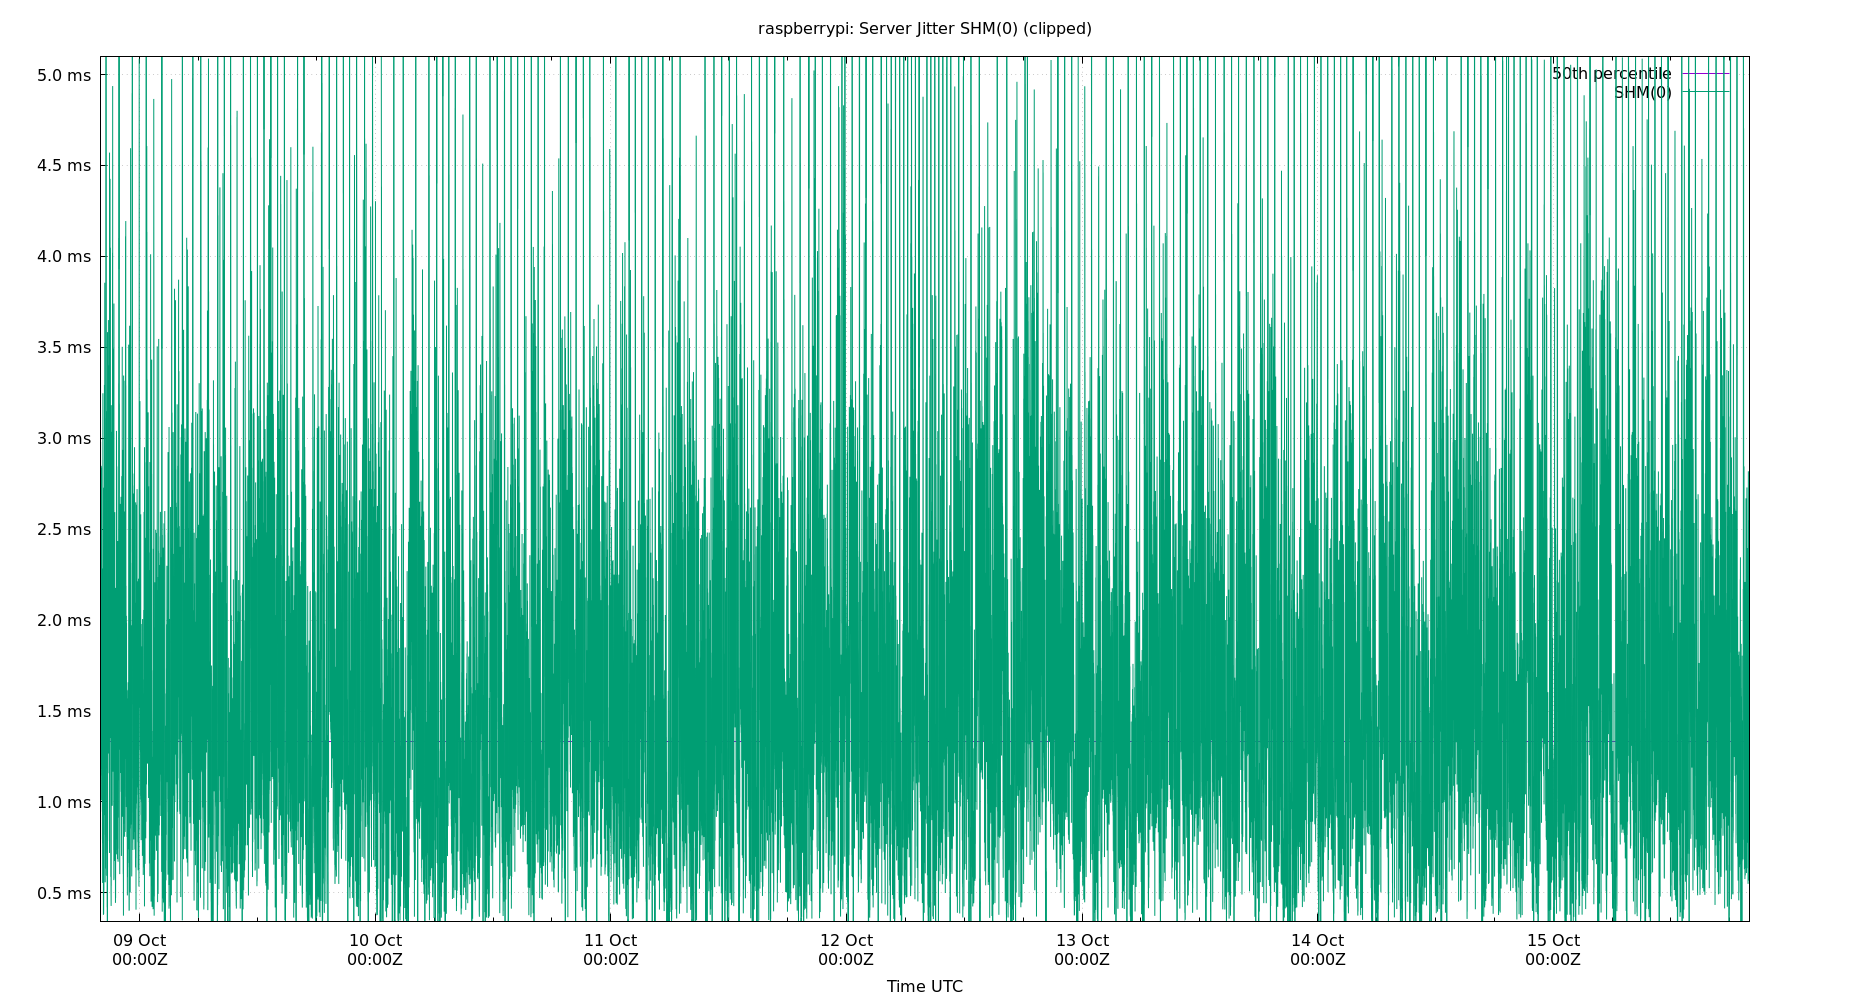 raspberrypi: Server Jitter SHM(0) (clipped)
5.0 ms
4.5 ms
4.0 ms
3.5 ms
3.0 ms
2.5 ms
2.0 ms
1.5 ms
1.0 ms
0.5 ms
50th percentile
SHM(0)
09 Oct
00:00Z
10 Oct
00:00Z
11 Oct
00:00Z
12 Oct
00:00Z
13 Oct
00:00Z
14 Oct
00:00Z
15 Oct
00:00Z
Time UTC